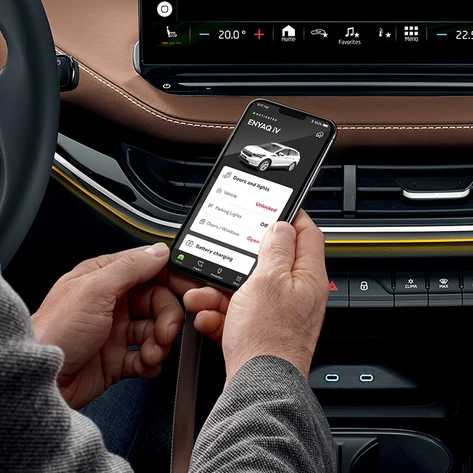 20.0°
Home
Favorites
Menu
22.5
ACTIVATED
ENYAQ iV
Doors and lights
Vehicle
Unlocked
Parking Lights
Off
Doors / Windows
Open
Battery charging
CLIMA
MAX